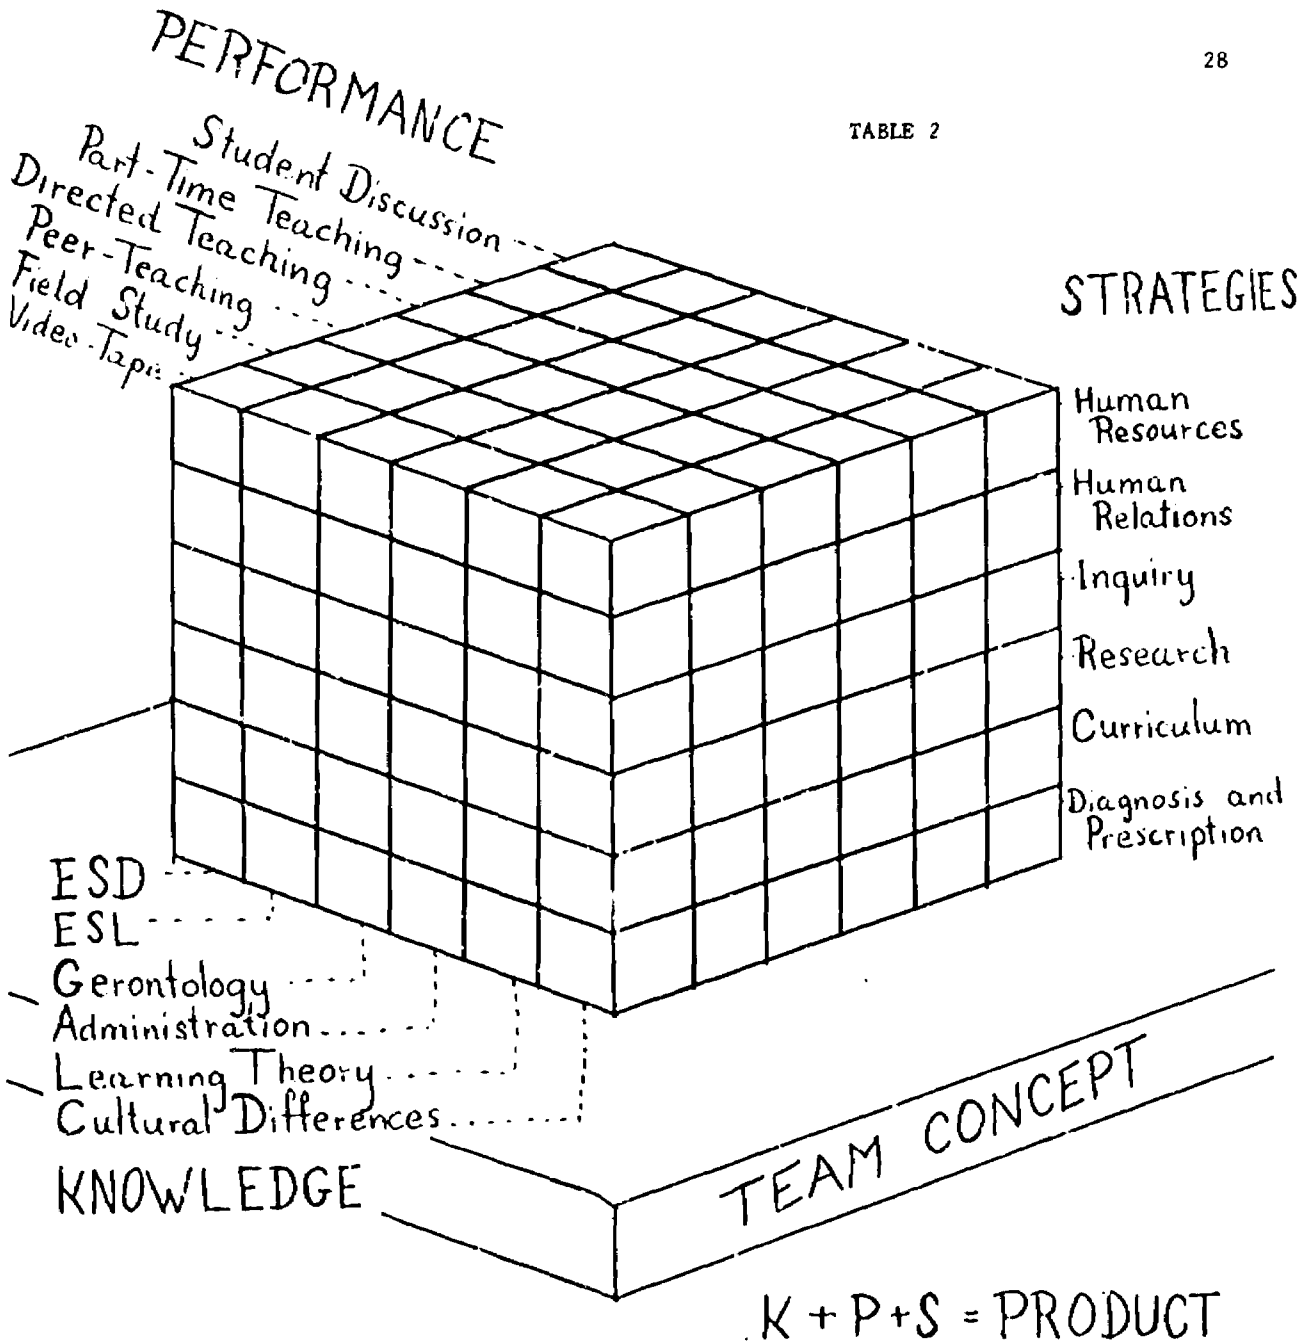 28
TABLE 2
PERFORMANCE
Student Discussion
Part-Time Teaching
Directed Teaching
Peer-Teaching
Field Study
Video-Tape
STRATEGIES
Human
Resources
Human
Relations
Inquiry
Research
Curriculum
Diagnosis and
Prescription
ESD
ESL
Gerontology
Administration
Learning Theory
Cultural Differences
KNOWLEDGE
TEAM CONCEPT
K + P + S = PRODUCT